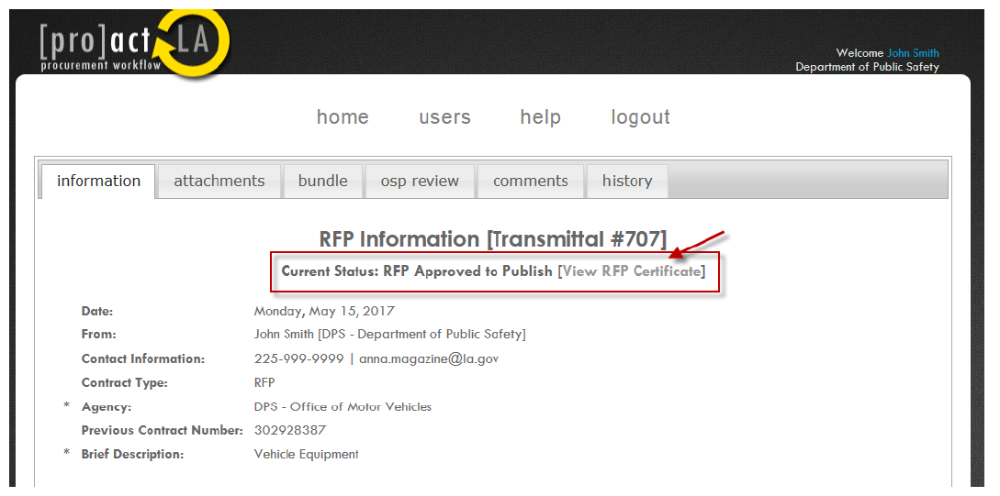 [pro]act LA
procurement workflow
Welcome John Smith
Department of Public Safety
home users help logout
information attachments bundle osp review comments history
RFP Information [Transmittal #707]
Current Status: RFP Approved to Publish [View RFP Certificate]
Date: Monday, May 15, 2017
From: John Smith [DPS - Department of Public Safety]
Contact Information: 225-999-9999 | anna.magazine@la.gov
Contract Type: RFP
* Agency: DPS - Office of Motor Vehicles
Previous Contract Number: 302928387
* Brief Description: Vehicle Equipment